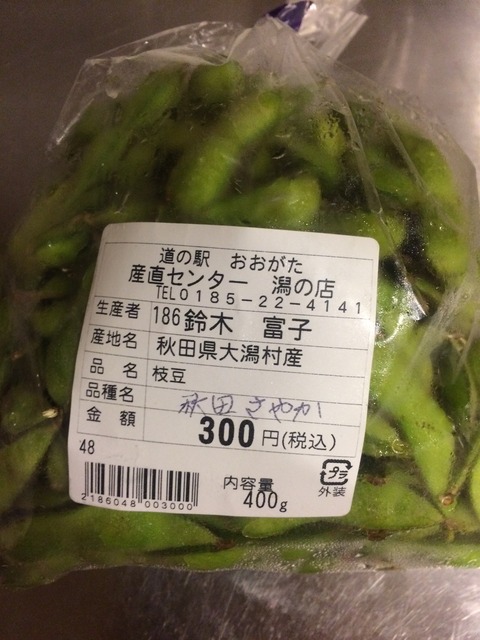 道の駅 おおがた
産直センター 潟の店
TEL0185-22-4141
生産者 186鈴木 富子
産地名 秋田県大潟村産
品名 枝豆
品種名 秋田さやか
金額 300円(税込)
48
2186048003000
内容量
400g
プラ
外装